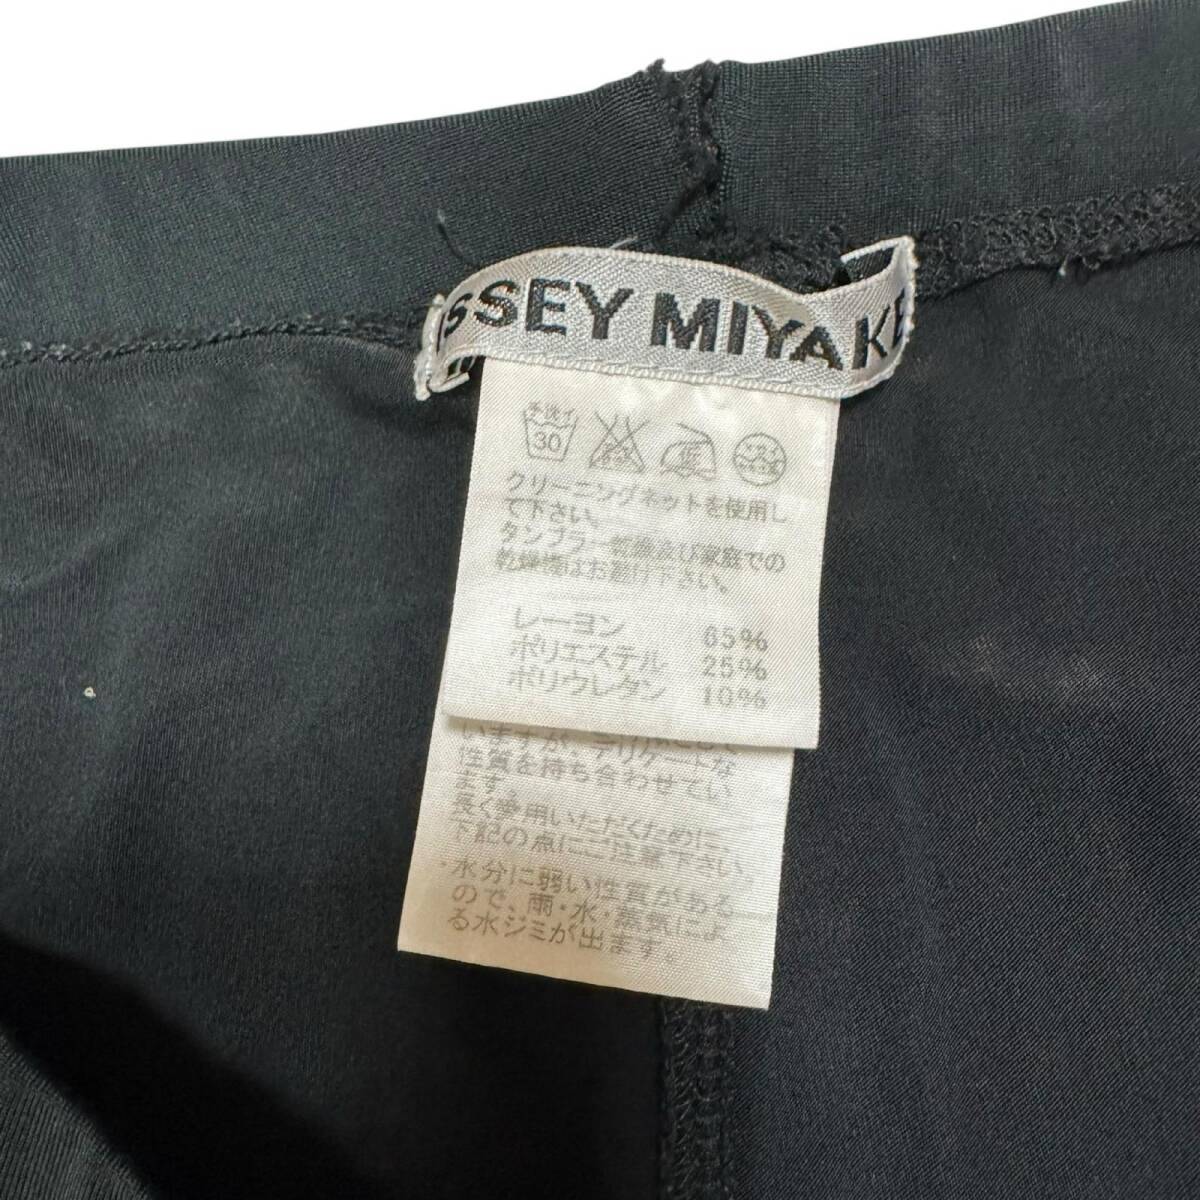 ISSEY MIYAKE
手洗イ
30
低
ドライ
クリーニングネットを使用し
て下さい。
タンブラー乾燥及び家庭での
乾燥機はお避け下さい。
レーヨン 65%
ポリエステル 25%
ポリウレタン 10%
いますが、デリケートな
性質を持ち合わせてい
ます。
長くご愛用いただくために、
下記の点にご注意下さい。
・水分に弱い性質がある
ので、雨・水・蒸気によ
る水ジミが出ます。